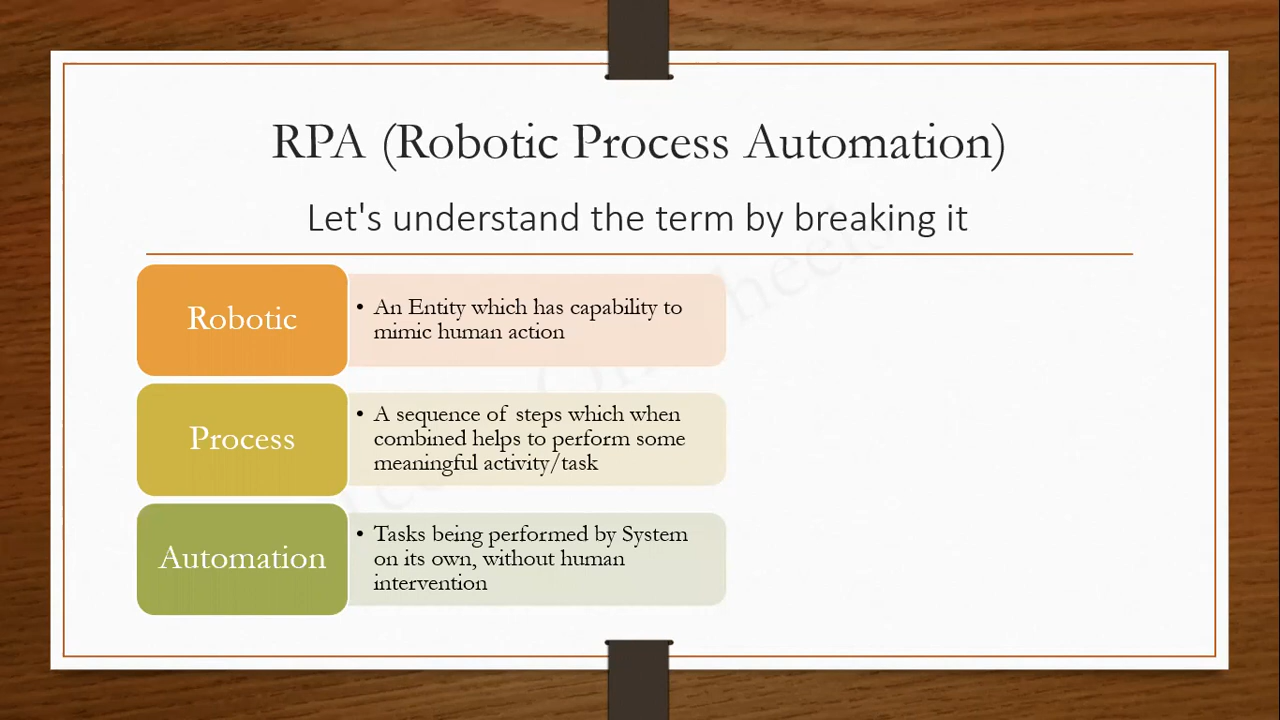 RPA (Robotic Process Automation)
Let's understand the term by breaking it
Robotic
• An Entity which has capability to
mimic human action
Process
• A sequence of steps which when
combined helps to perform some
meaningful activity/task
Automation
• Tasks being performed by System
on its own, without human
intervention